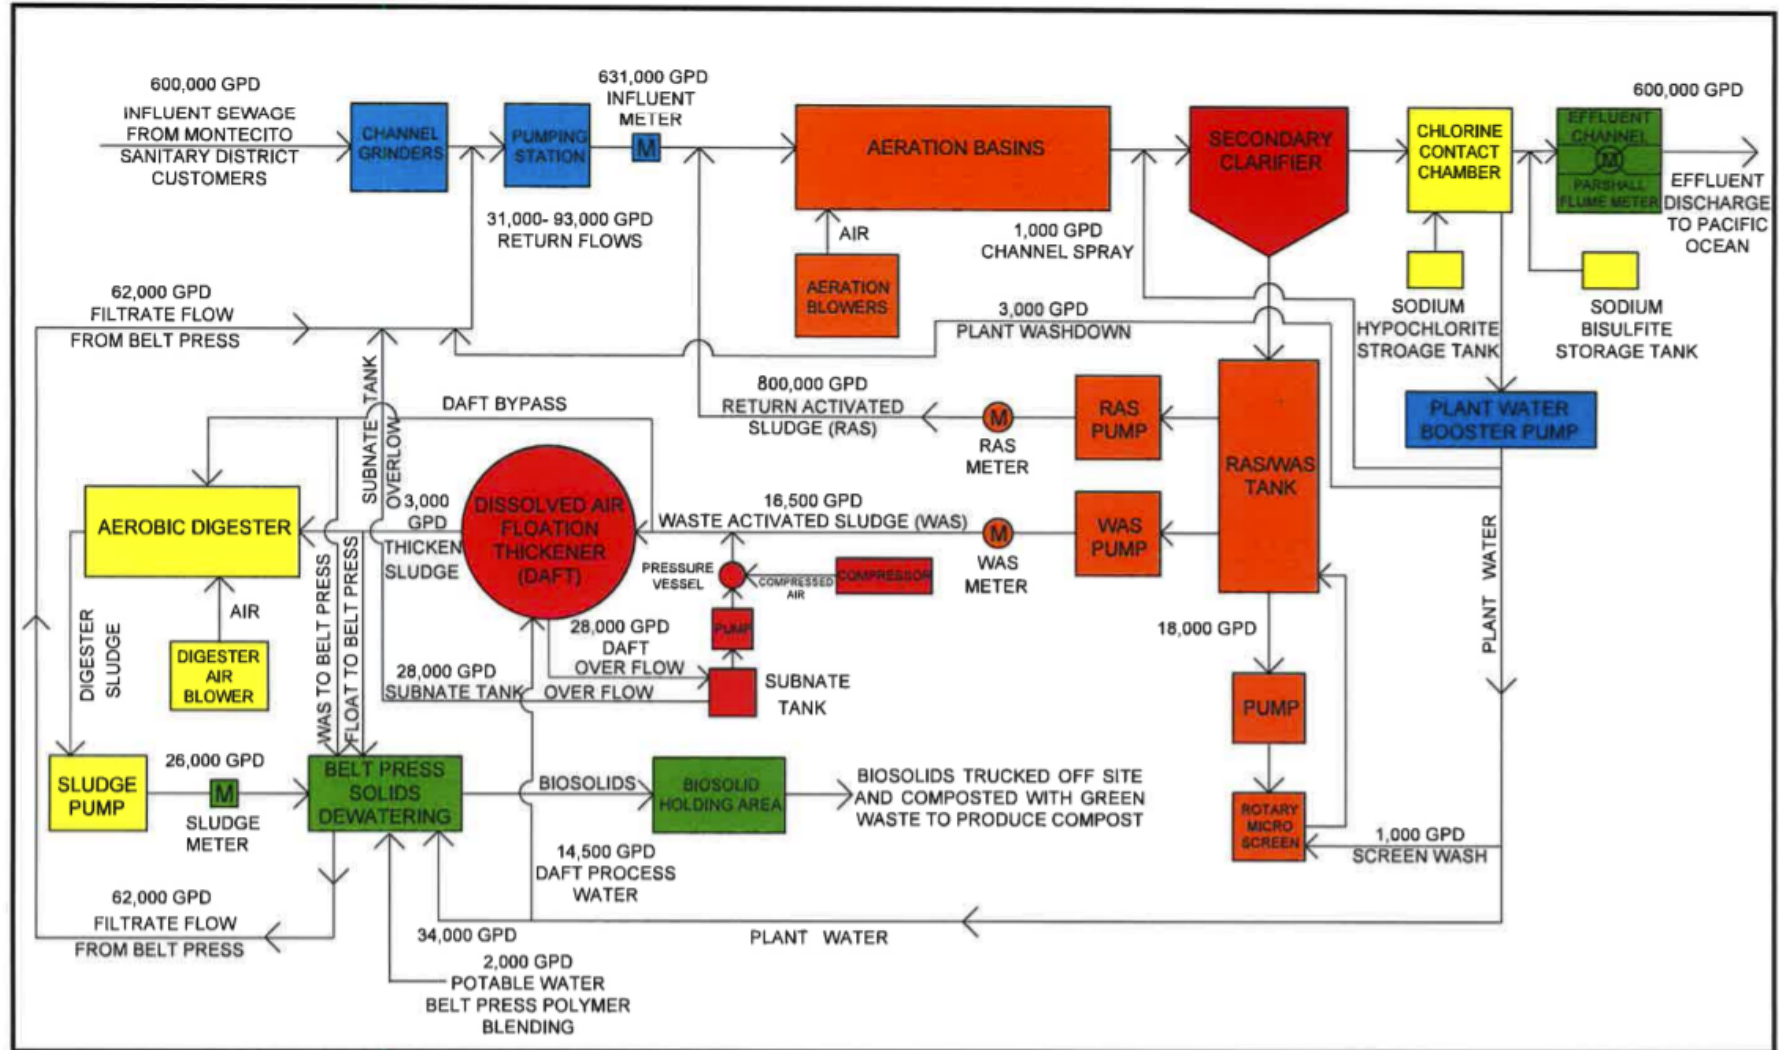 600,000 GPD
INFLUENT SEWAGE
FROM MONTECITO
SANITARY DISTRICT
CUSTOMERS
CHANNEL
GRINDERS
PUMPING
STATION
631,000 GPD
INFLUENT
METER
M
31,000- 93,000 GPD
RETURN FLOWS
AERATION BASINS
AIR
AERATION
BLOWERS
1,000 GPD
CHANNEL SPRAY
SECONDARY
CLARIFIER
CHLORINE
CONTACT
CHAMBER
EFFLUENT
CHANNEL
M
PARSHALL
FLUME METER
600,000 GPD
EFFLUENT
DISCHARGE
TO PACIFIC
OCEAN
SODIUM
HYPOCHLORITE
STROAGE TANK
SODIUM
BISULFITE
STORAGE TANK
62,000 GPD
FILTRATE FLOW
FROM BELT PRESS
3,000 GPD
PLANT WASHDOWN
SUBNATE TANK
OVERLOW
DAFT BYPASS
800,000 GPD
RETURN ACTIVATED
SLUDGE (RAS)
M
RAS
METER
RAS
PUMP
RAS/WAS
TANK
PLANT WATER
BOOSTER PUMP
AEROBIC DIGESTER
3,000
GPD
THICKEN
SLUDGE
DISSOLVED AIR
FLOATION
THICKENER
(DAFT)
16,500 GPD
WASTE ACTIVATED SLUDGE (WAS)
M
WAS
METER
WAS
PUMP
PRESSURE
VESSEL
COMPRESSED
AIR
COMPRESSOR
PUMP
SUBNATE
TANK
28,000 GPD
DAFT
OVER FLOW
28,000 GPD
SUBNATE TANK OVER FLOW
AIR
DIGESTER
AIR
BLOWER
DIGESTER
SLUDGE
WAS TO BELT PRESS
FLOAT TO BELT PRESS
18,000 GPD
PUMP
ROTARY
MICRO
SCREEN
1,000 GPD
SCREEN WASH
PLANT WATER
SLUDGE
PUMP
26,000 GPD
M
SLUDGE
METER
BELT PRESS
SOLIDS
DEWATERING
BIOSOLIDS
BIOSOLID
HOLDING AREA
BIOSOLIDS TRUCKED OFF SITE
AND COMPOSTED WITH GREEN
WASTE TO PRODUCE COMPOST
14,500 GPD
DAFT PROCESS
WATER
62,000 GPD
FILTRATE FLOW
FROM BELT PRESS
34,000 GPD
PLANT WATER
2,000 GPD
POTABLE WATER
BELT PRESS POLYMER
BLENDING